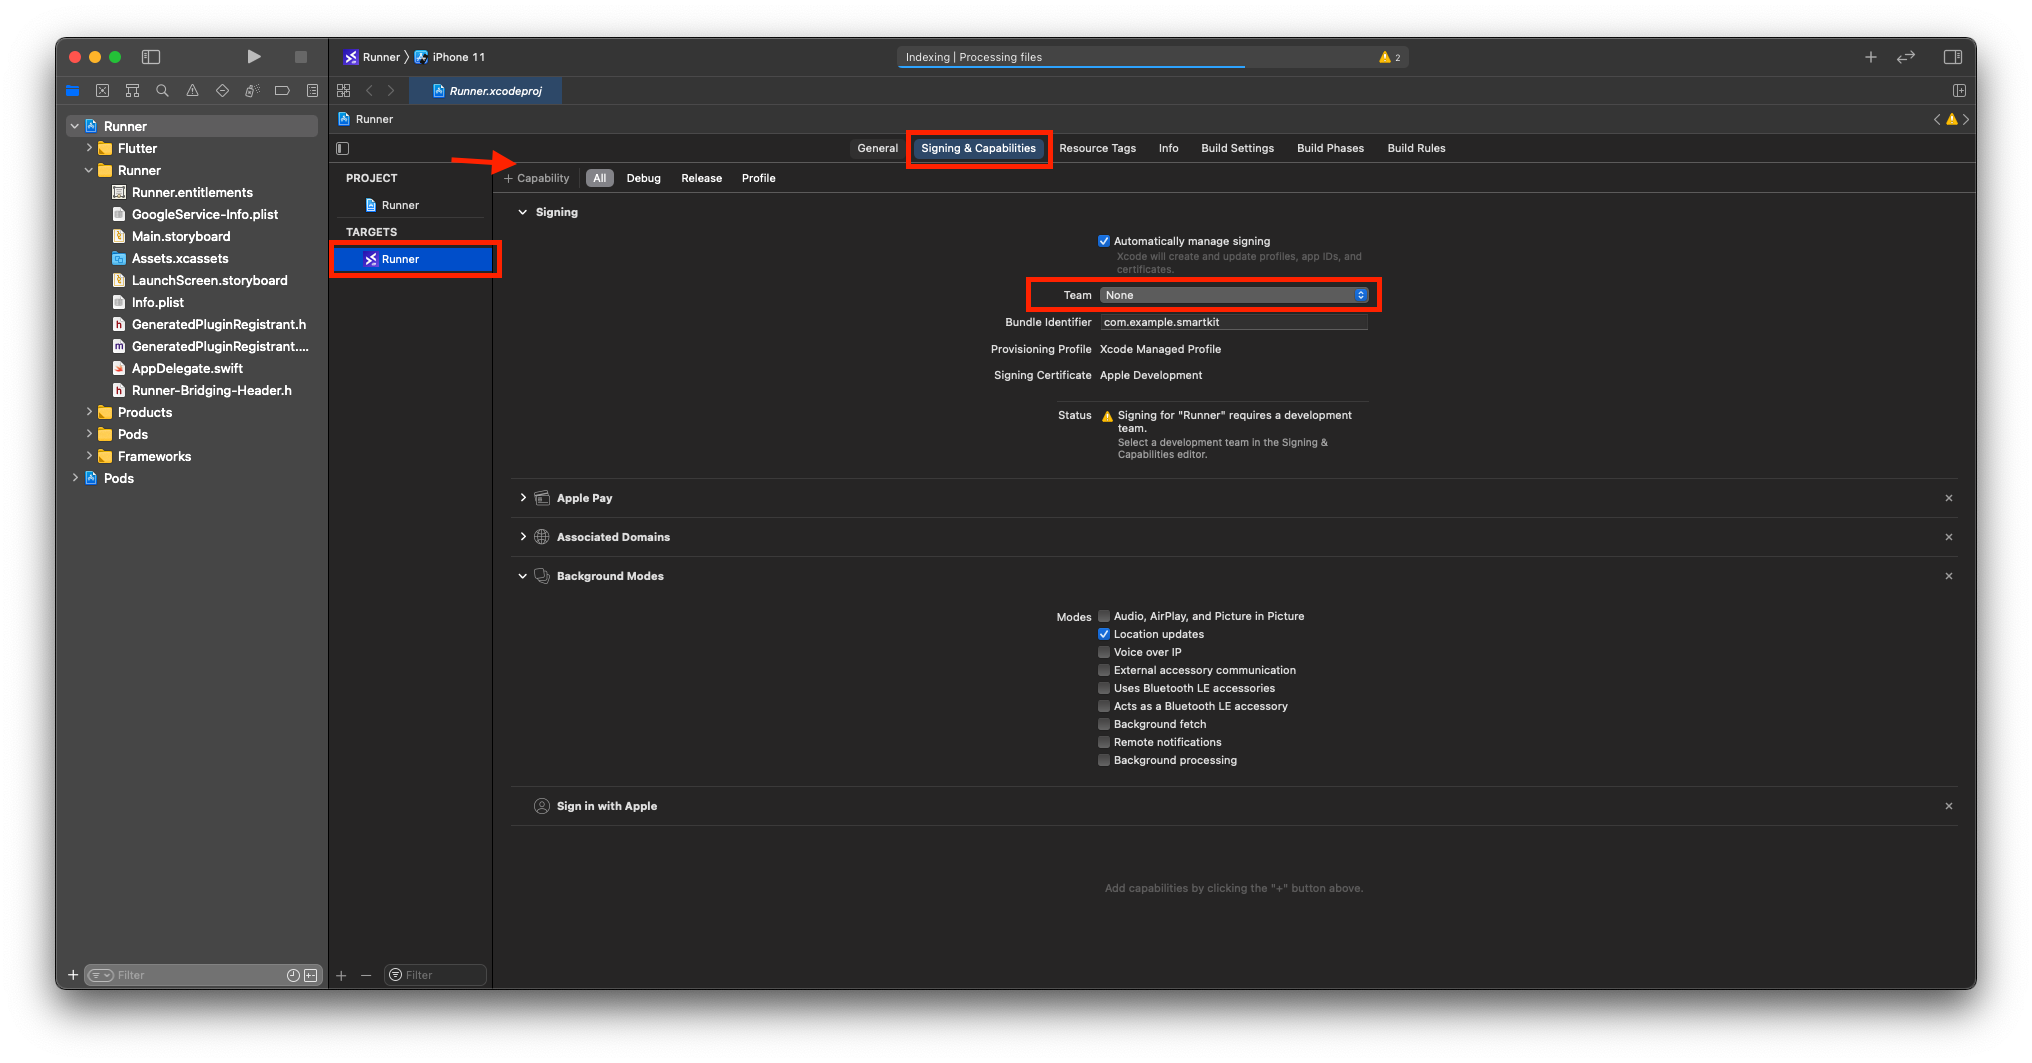 Runner 〉 iPhone 11
Indexing | Processing files
2
Runner.xcodeproj
Runner
Flutter
Runner
Runner.entitlements
GoogleService-Info.plist
Main.storyboard
Assets.xcassets
LaunchScreen.storyboard
Info.plist
GeneratedPluginRegistrant.h
GeneratedPluginRegistrant....
AppDelegate.swift
Runner-Bridging-Header.h
Products
Pods
Frameworks
Pods
Filter
Runner
PROJECT
Runner
TARGETS
Runner
Filter
General Signing & Capabilities Resource Tags Info Build Settings Build Phases Build Rules
+ Capability All Debug Release Profile
Signing
Automatically manage signing
Xcode will create and update profiles, app IDs, and
certificates.
Team None
Bundle Identifier com.example.smartkit
Provisioning Profile Xcode Managed Profile
Signing Certificate Apple Development
Status Signing for "Runner" requires a development
team.
Select a development team in the Signing &
Capabilities editor.
Apple Pay
Associated Domains
Background Modes
Modes Audio, AirPlay, and Picture in Picture
Location updates
Voice over IP
External accessory communication
Uses Bluetooth LE accessories
Acts as a Bluetooth LE accessory
Background fetch
Remote notifications
Background processing
Sign in with Apple
Add capabilities by clicking the "+" button above.